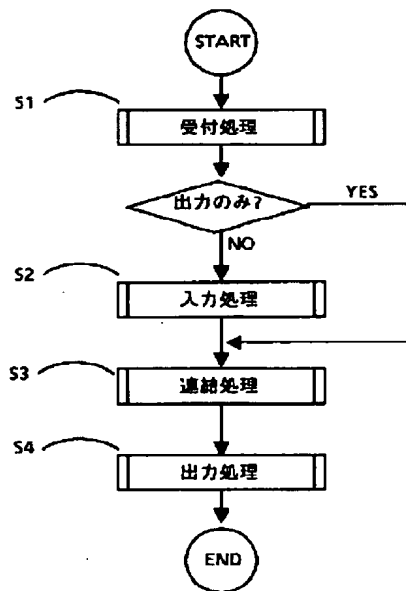 START
S1
受付処理
出力のみ?
YES
NO
S2
入力処理
S3
連結処理
S4
出力処理
END